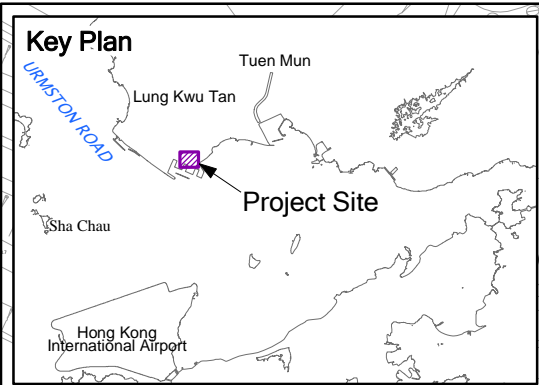 Key Plan
Tuen Mun
URMSTON ROAD
Lung Kwu Tan
Project Site
Sha Chau
Hong Kong
International Airport